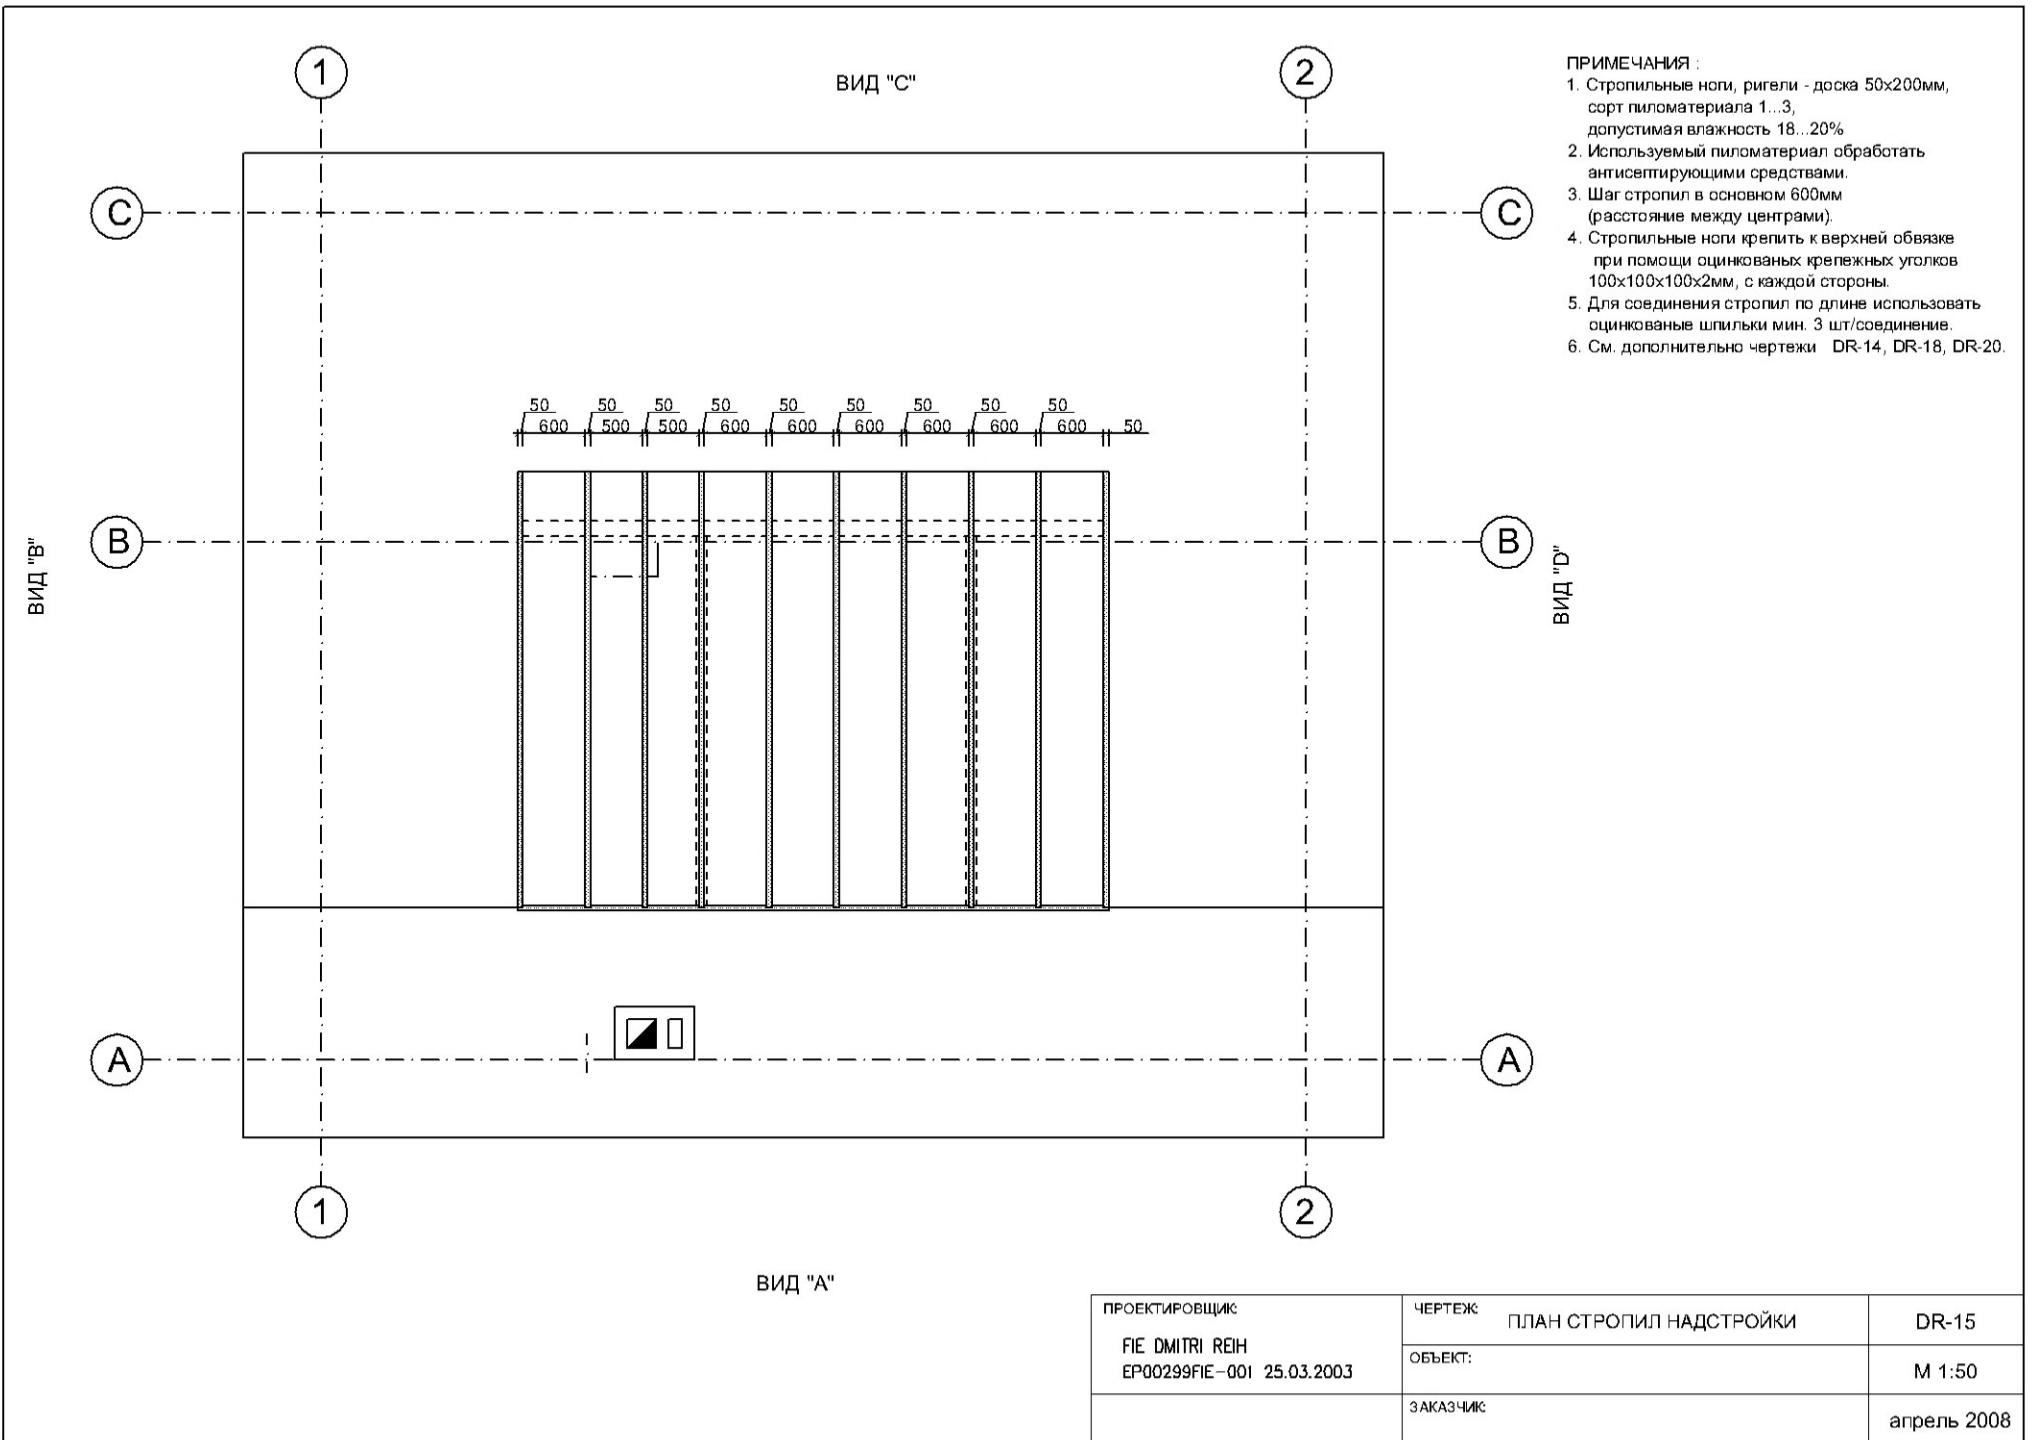 1
ВИД "C"
2
ПРИМЕЧАНИЯ :
1. Стропильные ноги, ригели - доска 50х200мм,
сорт пиломатериала 1...3,
допустимая влажность 18...20%
2. Используемый пиломатериал обработать
антисептирующими средствами.
3. Шаг стропил в основном 600мм
(расстояние между центрами).
4. Стропильные ноги крепить к верхней обвязке
при помощи оцинкованых крепежных уголков
100х100х100х2мм, с каждой стороны.
5. Для соединения стропил по длине использовать
оцинкованые шпильки мин. 3 шт/соединение.
6. См. дополнительно чертежи DR-14, DR-18, DR-20.
C
C
50 50 50 50 50 50 50 50 50
600 500 500 600 600 600 600 600 600 50
ВИД "B"
B
B
ВИД "D"
A
A
1
2
ВИД "A"
ПРОЕКТИРОВЩИК:
FIE DMITRI REIH
EP00299FIE-001 25.03.2003
ЧЕРТЕЖ: ПЛАН СТРОПИЛ НАДСТРОЙКИ
DR-15
ОБЪЕКТ:
М 1:50
ЗАКАЗЧИК:
апрель 2008